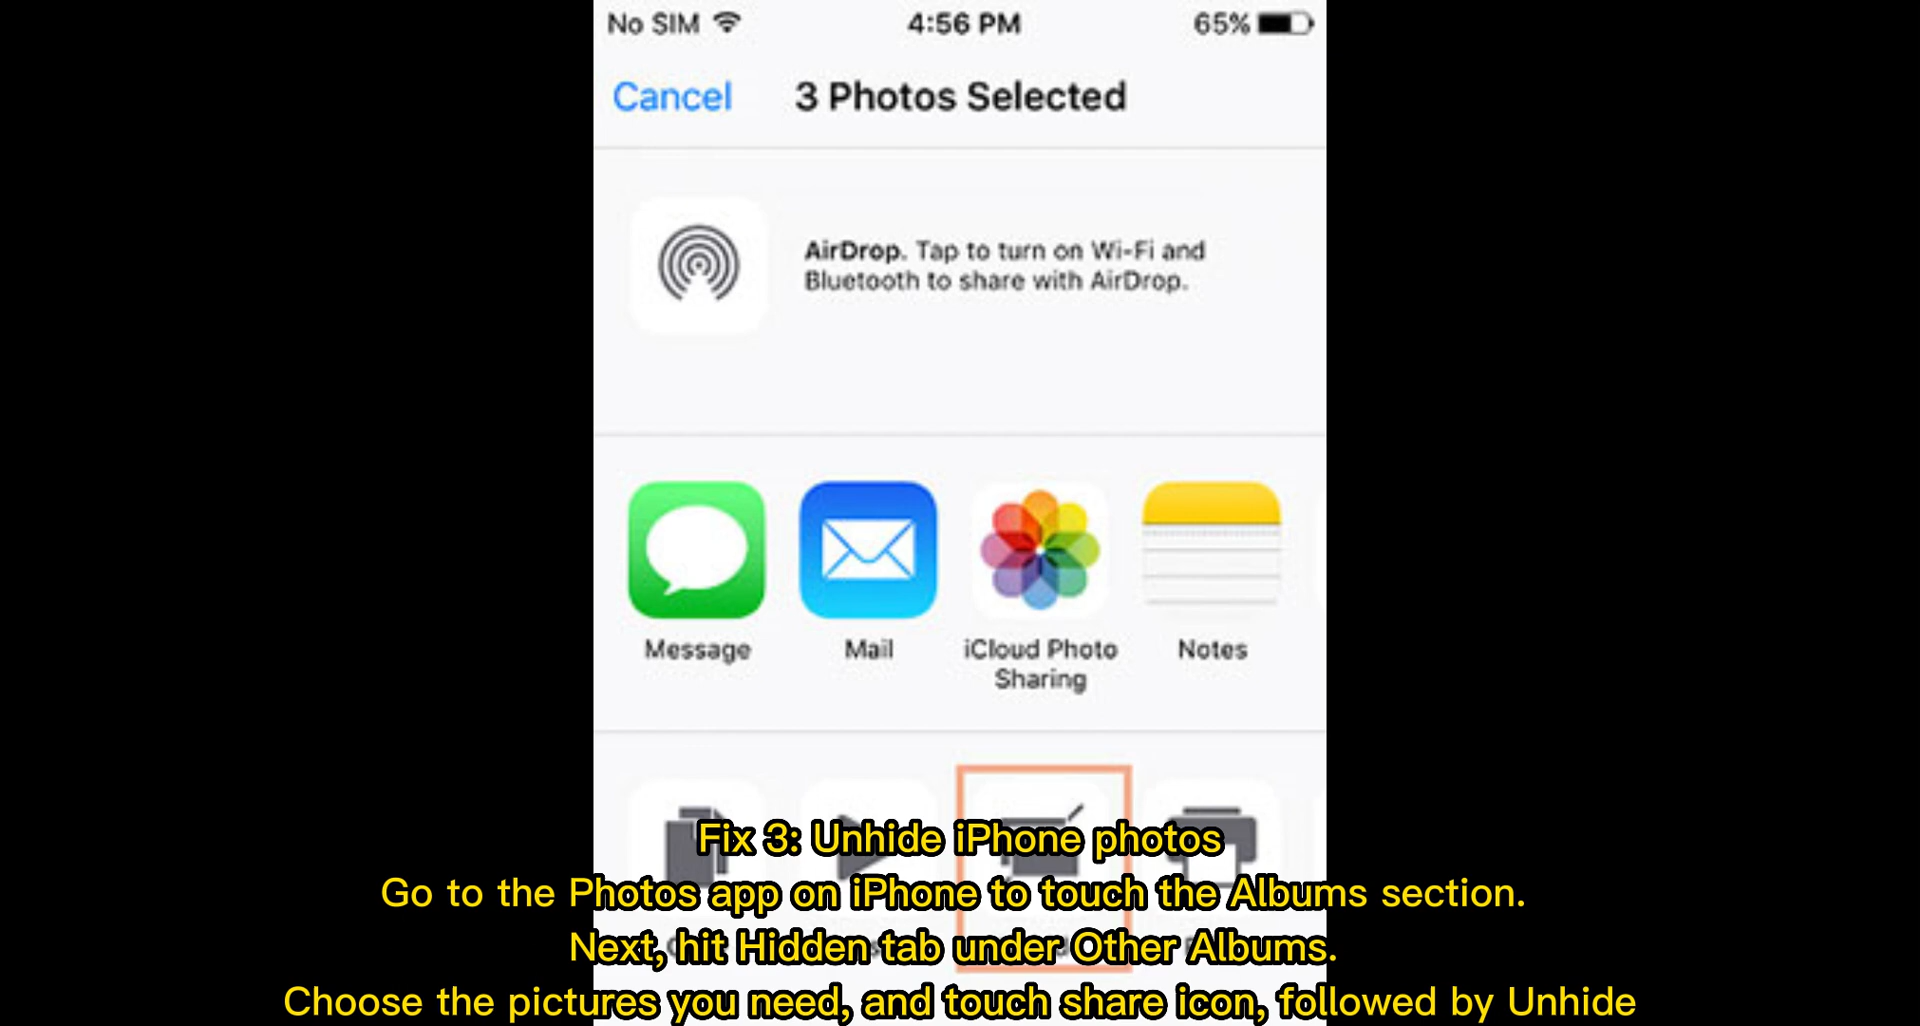 No SIM 4:56 PM 65%
Cancel 3 Photos Selected
AirDrop. Tap to turn on Wi-Fi and
Bluetooth to share with AirDrop.
Message Mail iCloud Photo Notes
Sharing
Fix 3: Unhide iPhone photos
Go to the Photos app on iPhone to touch the Albums section.
Next, hit Hidden tab under Other Albums.
Choose the pictures you need, and touch share icon, followed by Unhide